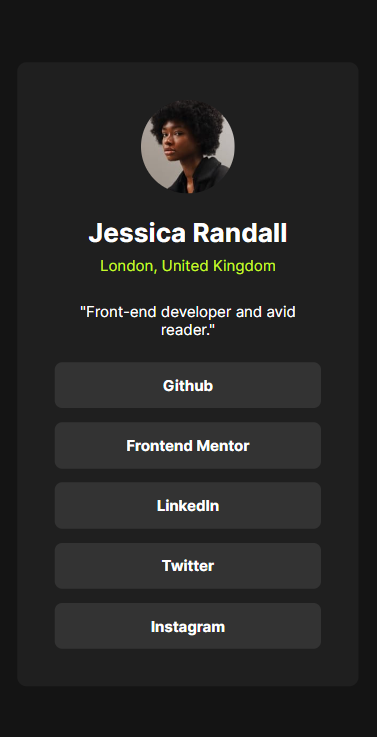 Jessica Randall
London, United Kingdom
"Front-end developer and avid
reader."
Github
Frontend Mentor
LinkedIn
Twitter
Instagram